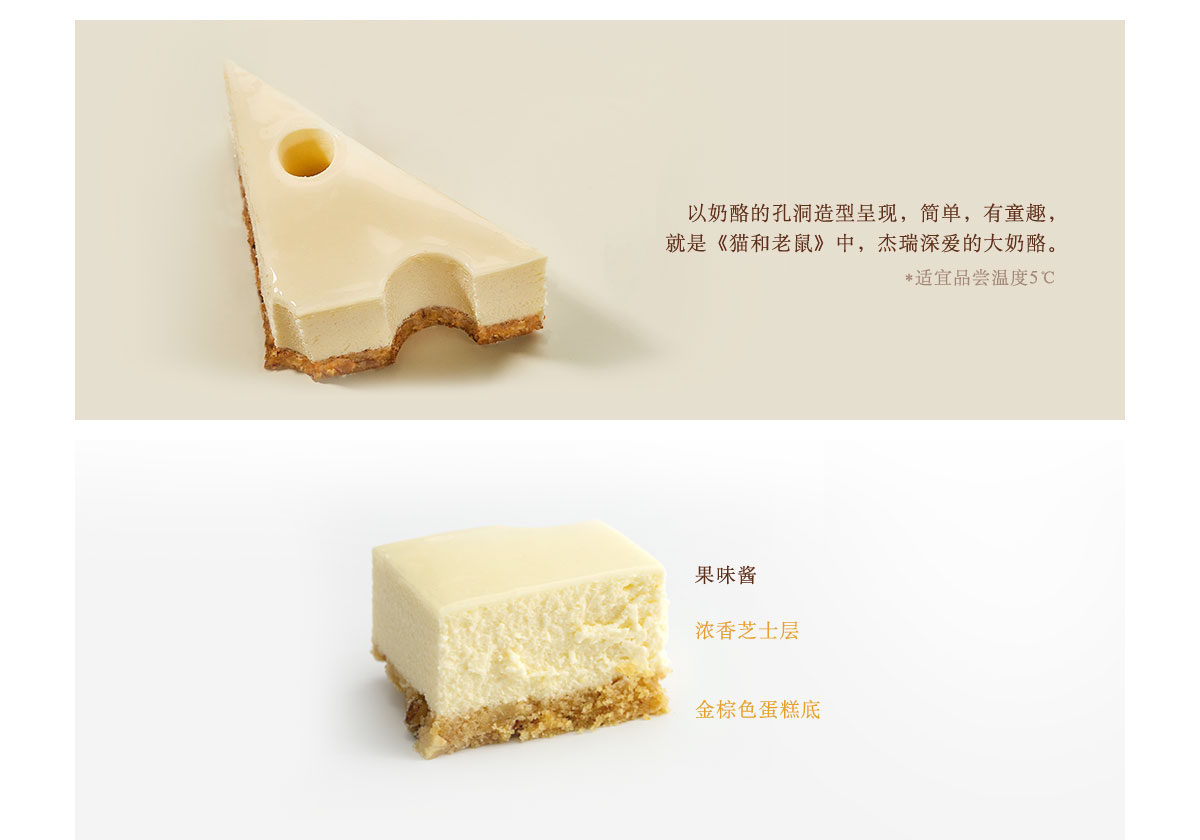 以奶酪的孔洞造型呈现，简单，有童趣，
就是《猫和老鼠》中，杰瑞深爱的大奶酪。
*适宜品尝温度5℃
果味酱
浓香芝士层
金棕色蛋糕底